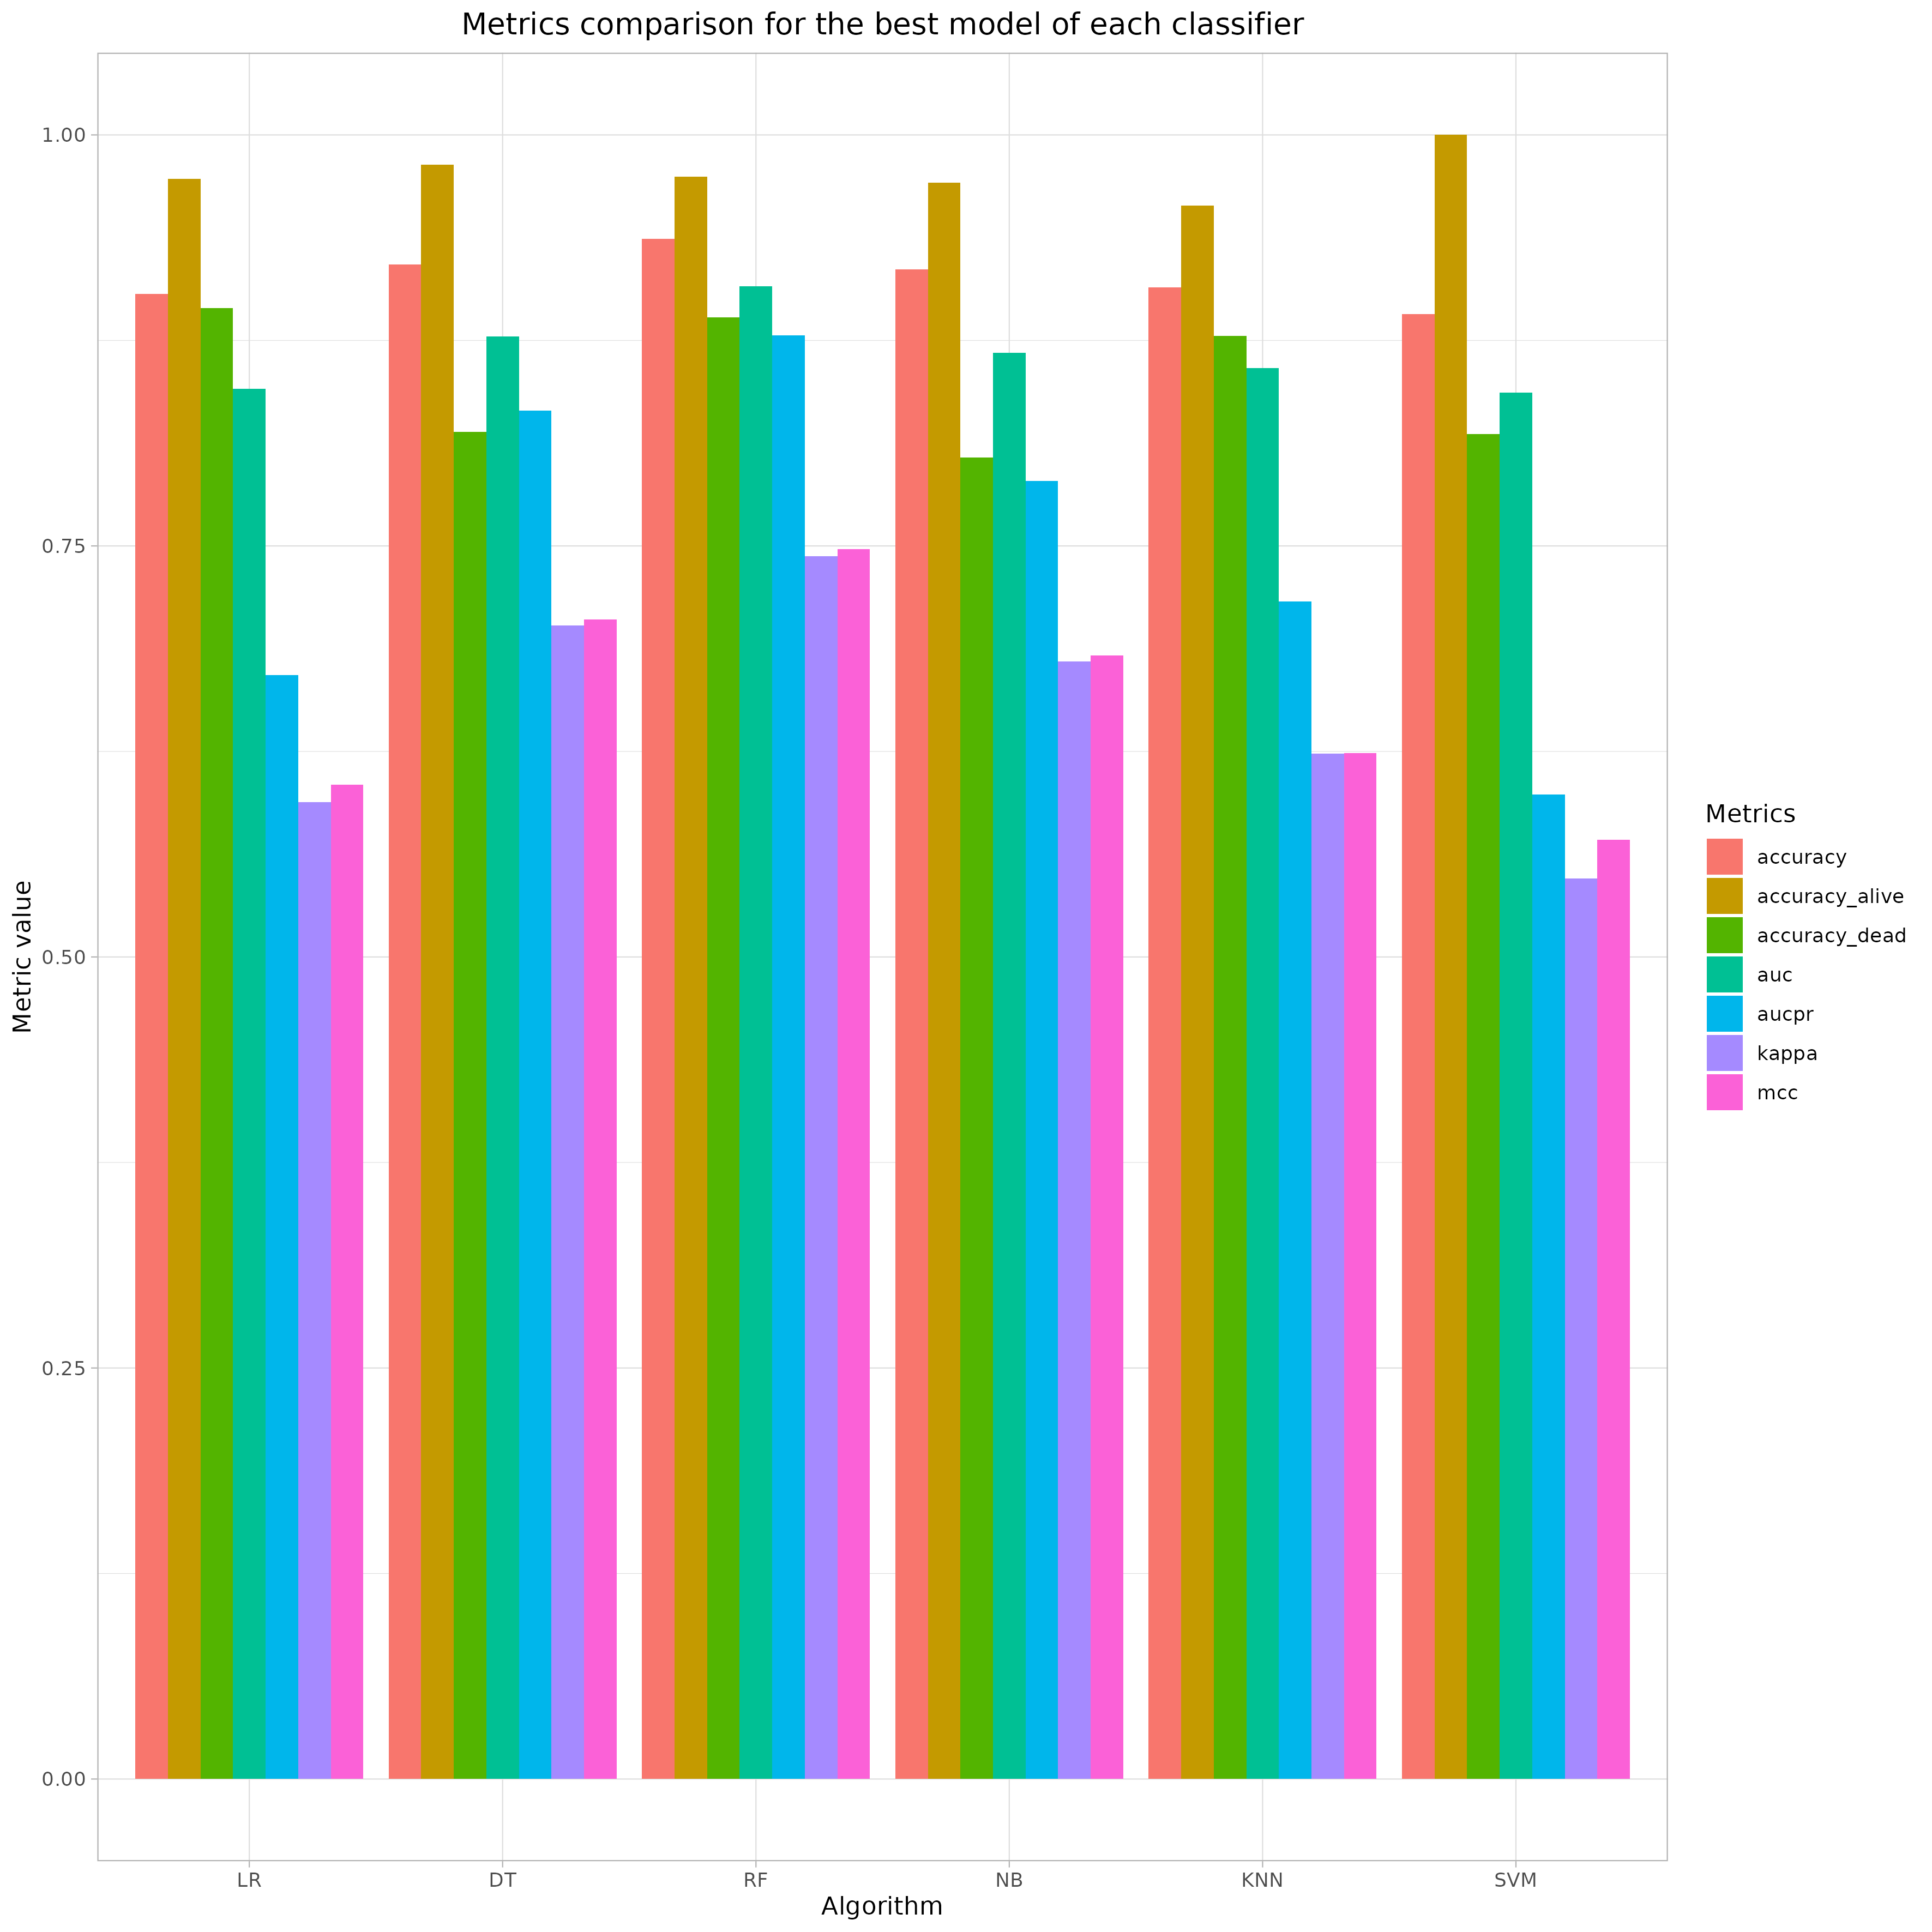 Metrics comparison for the best model of each classifier
Metric value
1.00
0.75
0.50
0.25
0.00
LR DT RF NB KNN SVM
Algorithm
Metrics
accuracy
accuracy_alive
accuracy_dead
auc
aucpr
kappa
mcc